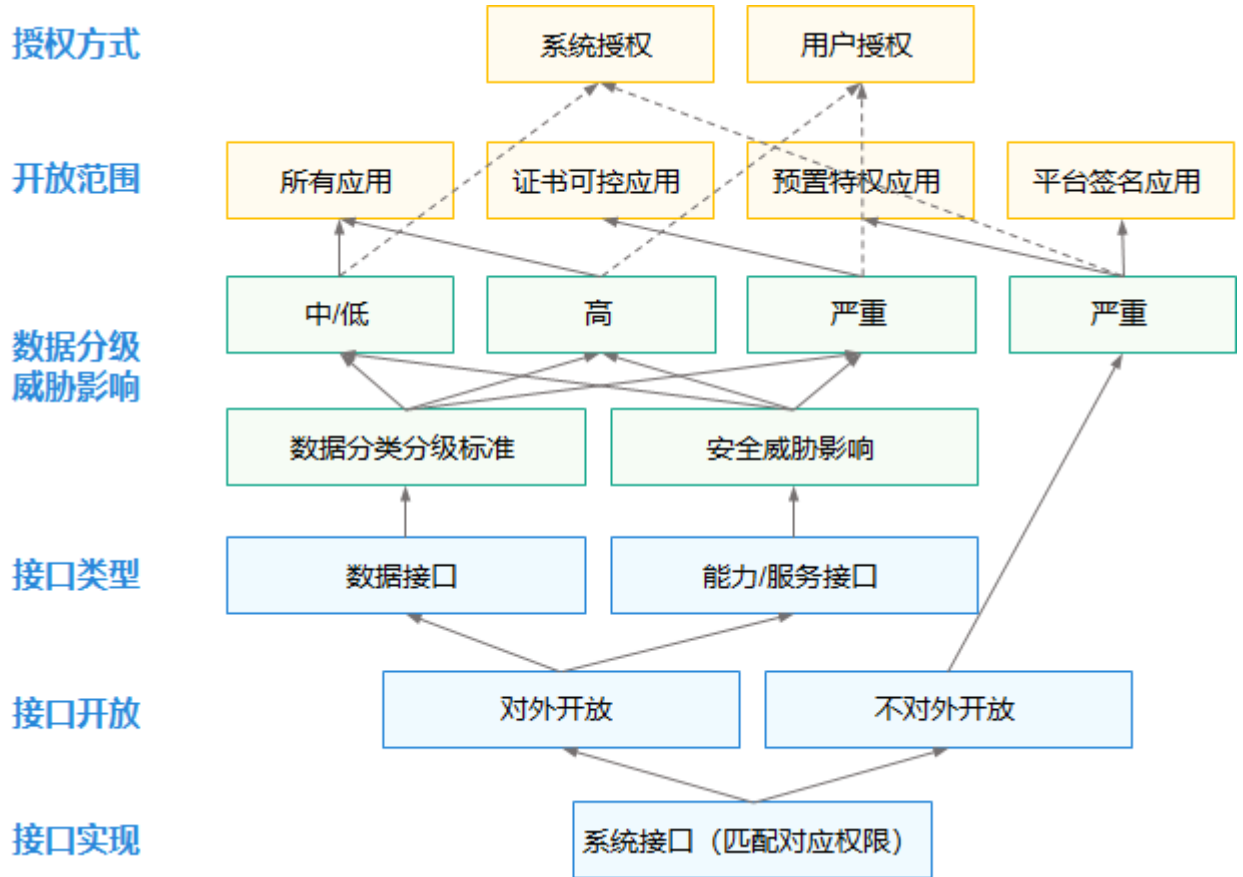 授权方式
系统授权
用户授权
开放范围
所有应用
证书可控应用
预置特权应用
平台签名应用
数据分级
威胁影响
中/低
高
严重
严重
数据分类分级标准
安全威胁影响
接口类型
数据接口
能力/服务接口
接口开放
对外开放
不对外开放
接口实现
系统接口（匹配对应权限）